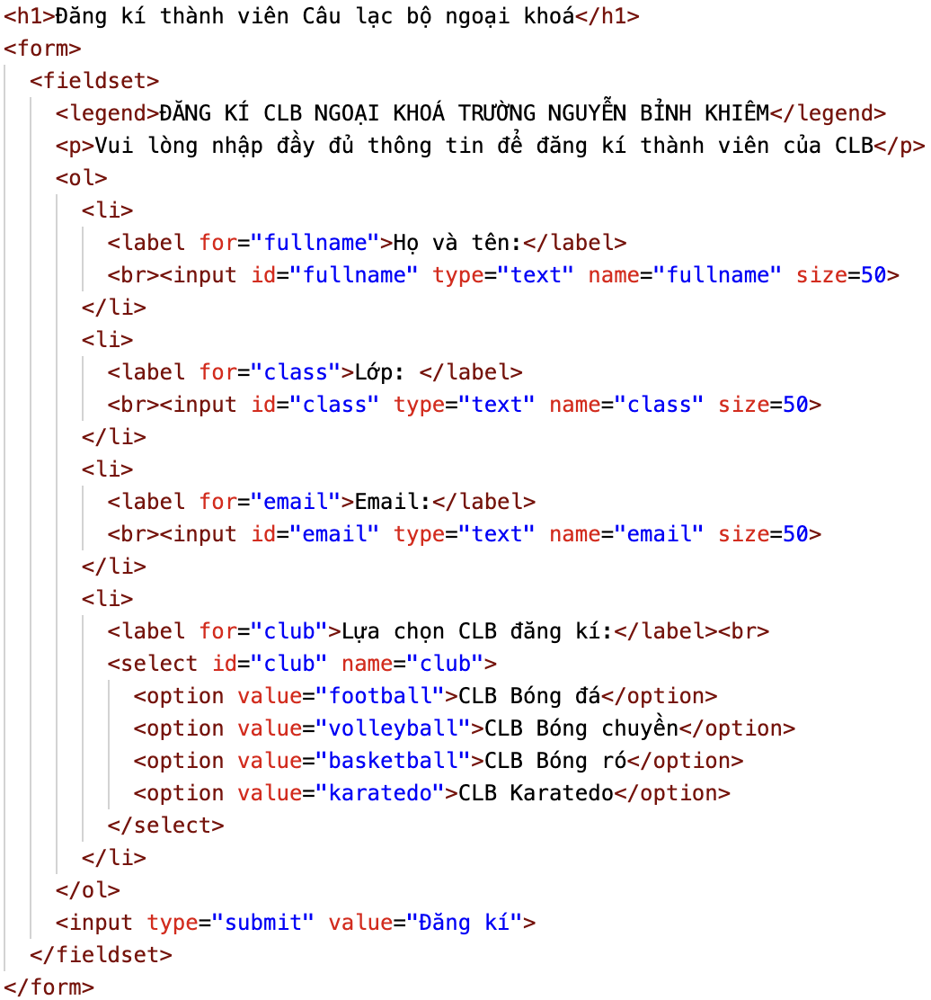 <h1>Đăng kí thành viên Câu lạc bộ ngoại khoá</h1>
<form>
<fieldset>
<legend>ĐĂNG KÍ CLB NGOẠI KHOÁ TRƯỜNG NGUYỄN BỈNH KHIÊM</legend>
<p>Vui lòng nhập đầy đủ thông tin để đăng kí thành viên của CLB</p>
<ol>
<li>
<label for="fullname">Họ và tên:</label>
<br><input id="fullname" type="text" name="fullname" size=50>
</li>
<li>
<label for="class">Lớp: </label>
<br><input id="class" type="text" name="class" size=50>
</li>
<li>
<label for="email">Email:</label>
<br><input id="email" type="text" name="email" size=50>
</li>
<li>
<label for="club">Lựa chọn CLB đăng kí:</label><br>
<select id="club" name="club">
<option value="football">CLB Bóng đá</option>
<option value="volleyball">CLB Bóng chuyền</option>
<option value="basketball">CLB Bóng ró</option>
<option value="karatedo">CLB Karatedo</option>
</select>
</li>
</ol>
<input type="submit" value="Đăng kí">
</fieldset>
</form>